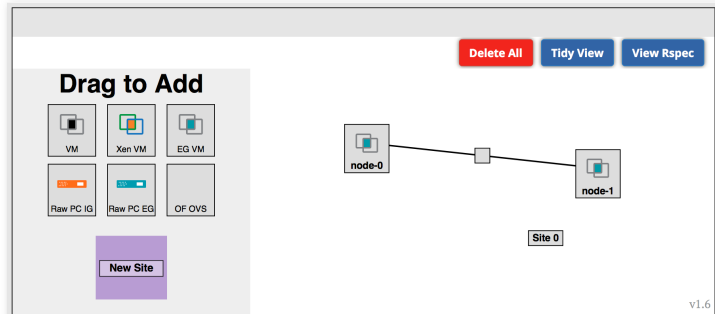 Delete All
Tidy View
View Rspec
Drag to Add
VM
Xen VM
EG VM
Raw PC IG
Raw PC EG
OF OVS
New Site
node-0
node-1
Site 0
v1.6